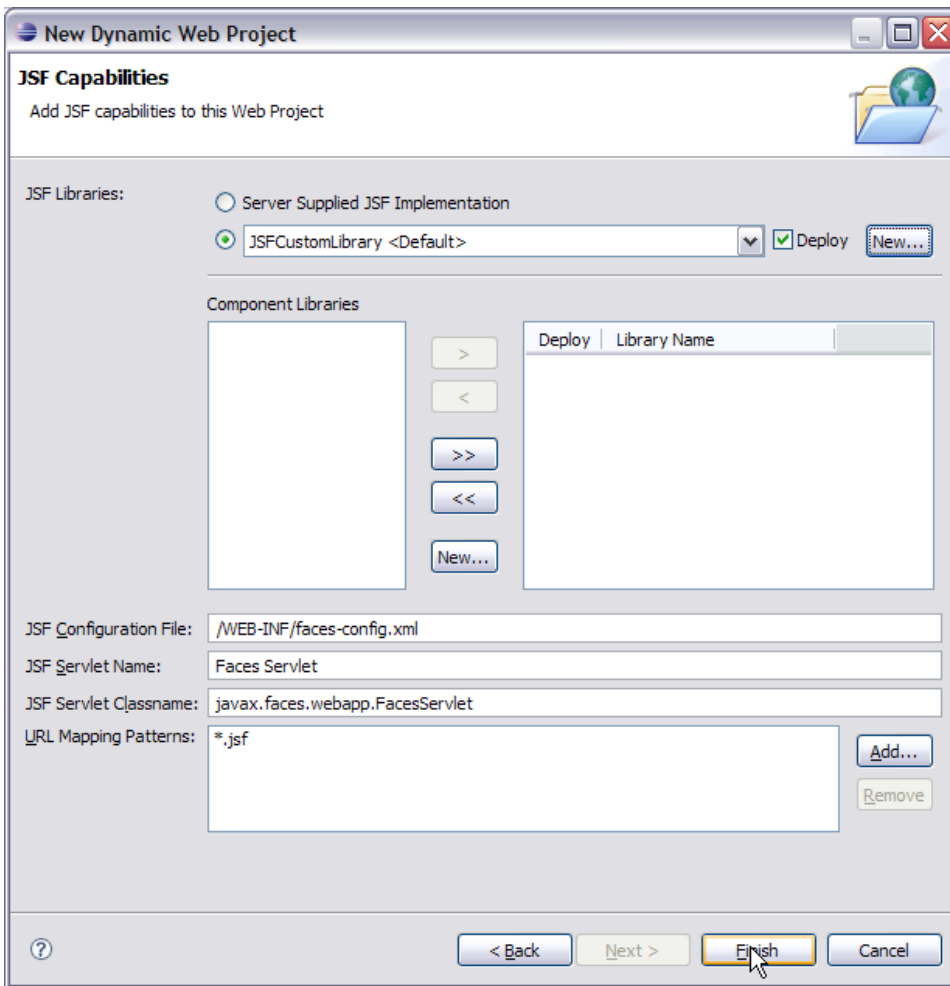 New Dynamic Web Project
JSF Capabilities
Add JSF capabilities to this Web Project
JSF Libraries:
Server Supplied JSF Implementation
JSFCustomLibrary <Default>
Deploy
New...
Component Libraries
>
<
>>
<<
New...
Deploy
Library Name
JSF Configuration File: /WEB-INF/faces-config.xml
JSF Servlet Name: Faces Servlet
JSF Servlet Classname: javax.faces.webapp.FacesServlet
URL Mapping Patterns: *.jsf
Add...
Remove
?
< Back
Next >
Finish
Cancel